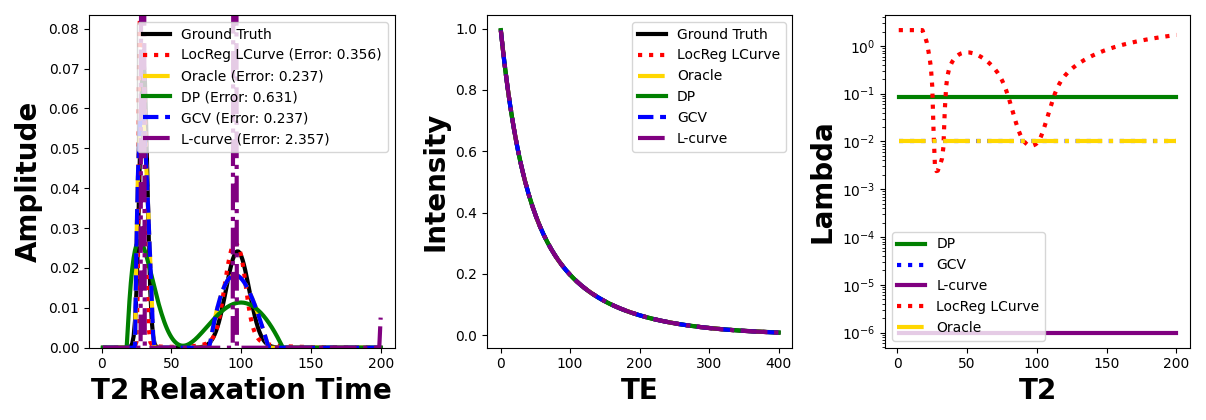 Amplitude
0.08
0.07
0.06
0.05
0.04
0.03
0.02
0.01
0.00
Ground Truth
LocReg LCurve (Error: 0.356)
Oracle (Error: 0.237)
DP (Error: 0.631)
GCV (Error: 0.237)
L-curve (Error: 2.357)
0 50 100 150 200
T2 Relaxation Time
Intensity
1.0
0.8
0.6
0.4
0.2
0.0
Ground Truth
LocReg LCurve
Oracle
DP
GCV
L-curve
0 100 200 300 400
TE
Lambda
10⁰
10⁻¹
10⁻²
10⁻³
10⁻⁴
10⁻⁵
10⁻⁶
DP
GCV
L-curve
LocReg LCurve
Oracle
0 50 100 150 200
T2